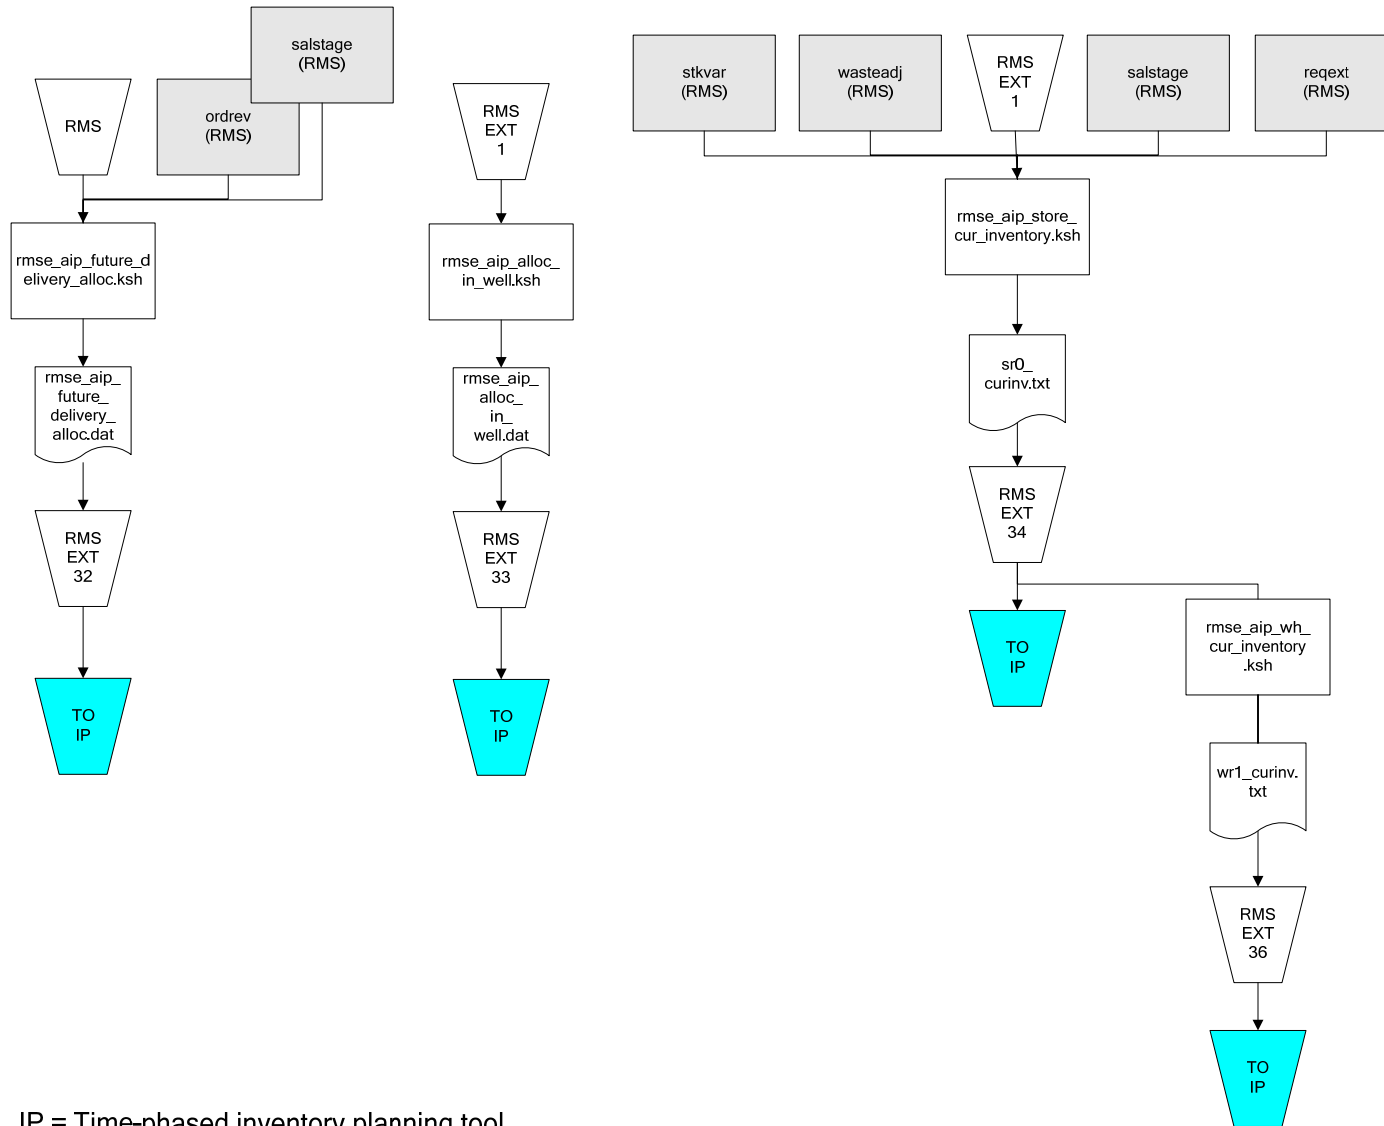 salstage
(RMS)
RMS
ordrev
(RMS)
rmse_aip_future_d
elivery_alloc.ksh
rmse_aip_
future_
delivery_
alloc.dat
RMS
EXT
32
TO
IP
RMS
EXT
1
rmse_aip_alloc_
in_well.ksh
rmse_aip_
alloc_
in_
well.dat
RMS
EXT
33
TO
IP
stkvar
(RMS)
wasteadj
(RMS)
RMS
EXT
1
salstage
(RMS)
reqext
(RMS)
rmse_aip_store_
cur_inventory.ksh
sr0_
curinv.txt
RMS
EXT
34
TO
IP
rmse_aip_wh_
cur_inventory
.ksh
wr1_curinv.
txt
RMS
EXT
36
TO
IP
IP = Time-phased inventory planning tool